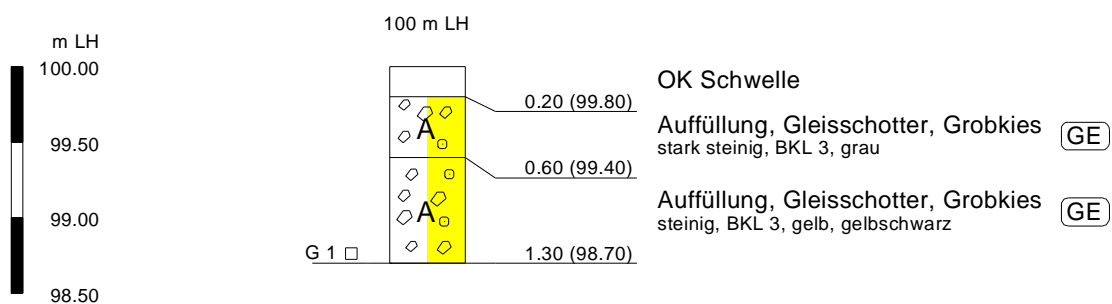 100 m LH
m LH
100.00
OK Schwelle
0.20 (99.80)
Auffüllung, Gleisschotter, Grobkies GE
stark steinig, BKL 3, grau
A
99.50
0.60 (99.40)
Auffüllung, Gleisschotter, Grobkies GE
steinig, BKL 3, gelb, gelbschwarz
A
99.00
G 1
1.30 (98.70)
98.50